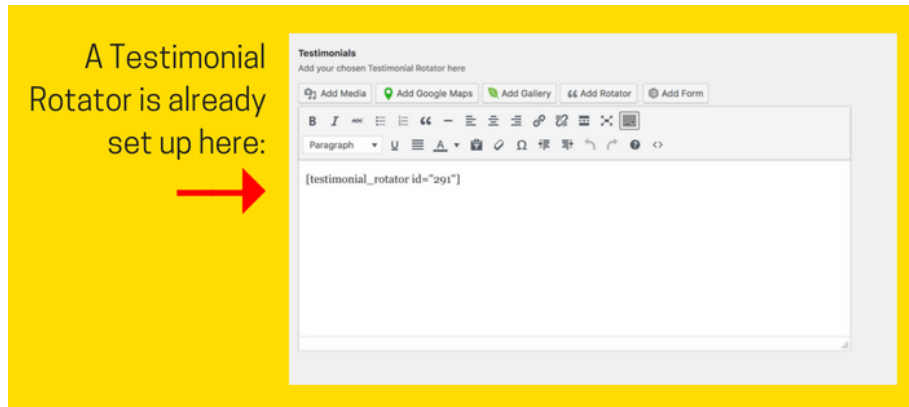 A Testimonial
Rotator is already
set up here:
Testimonials
Add your chosen Testimonial Rotator here
Add Media Add Google Maps Add Gallery Add Rotator Add Form
B I ABC
Paragraph U A Ω
[testimonial_rotator id="291"]